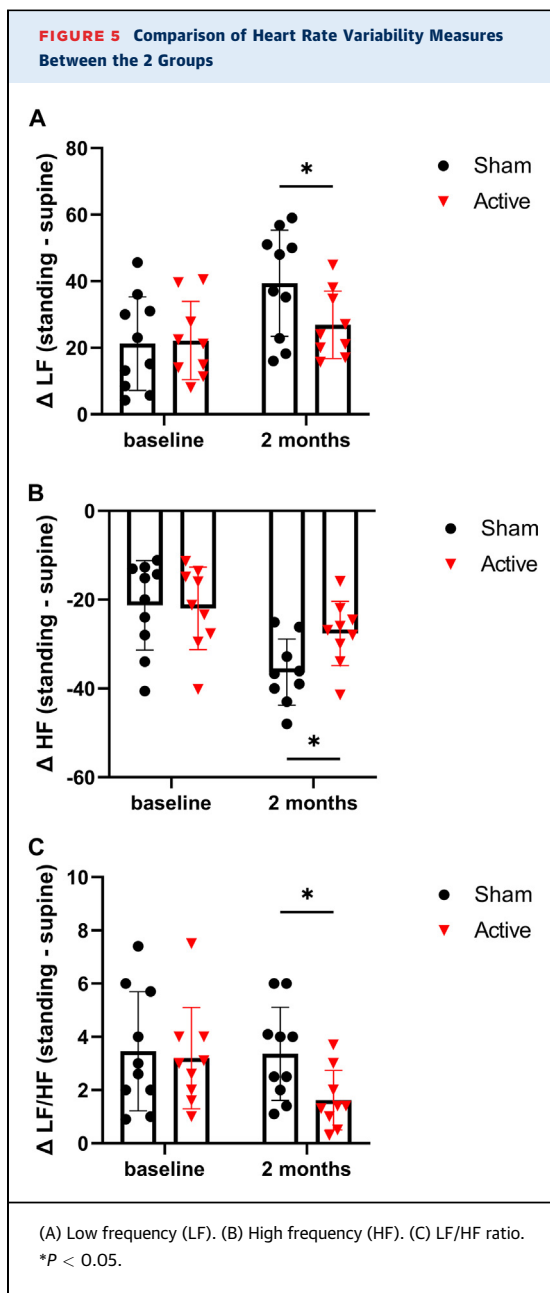 FIGURE 5 Comparison of Heart Rate Variability Measures
Between the 2 Groups
A
Δ LF (standing - supine)
80
60
40
20
0
*
Sham
Active
baseline
2 months
B
Δ HF (standing - supine)
0
-20
-40
-60
*
Sham
Active
baseline
2 months
C
Δ LF/HF (standing - supine)
10
8
6
4
2
0
*
Sham
Active
baseline
2 months
(A) Low frequency (LF). (B) High frequency (HF). (C) LF/HF ratio.
*P < 0.05.